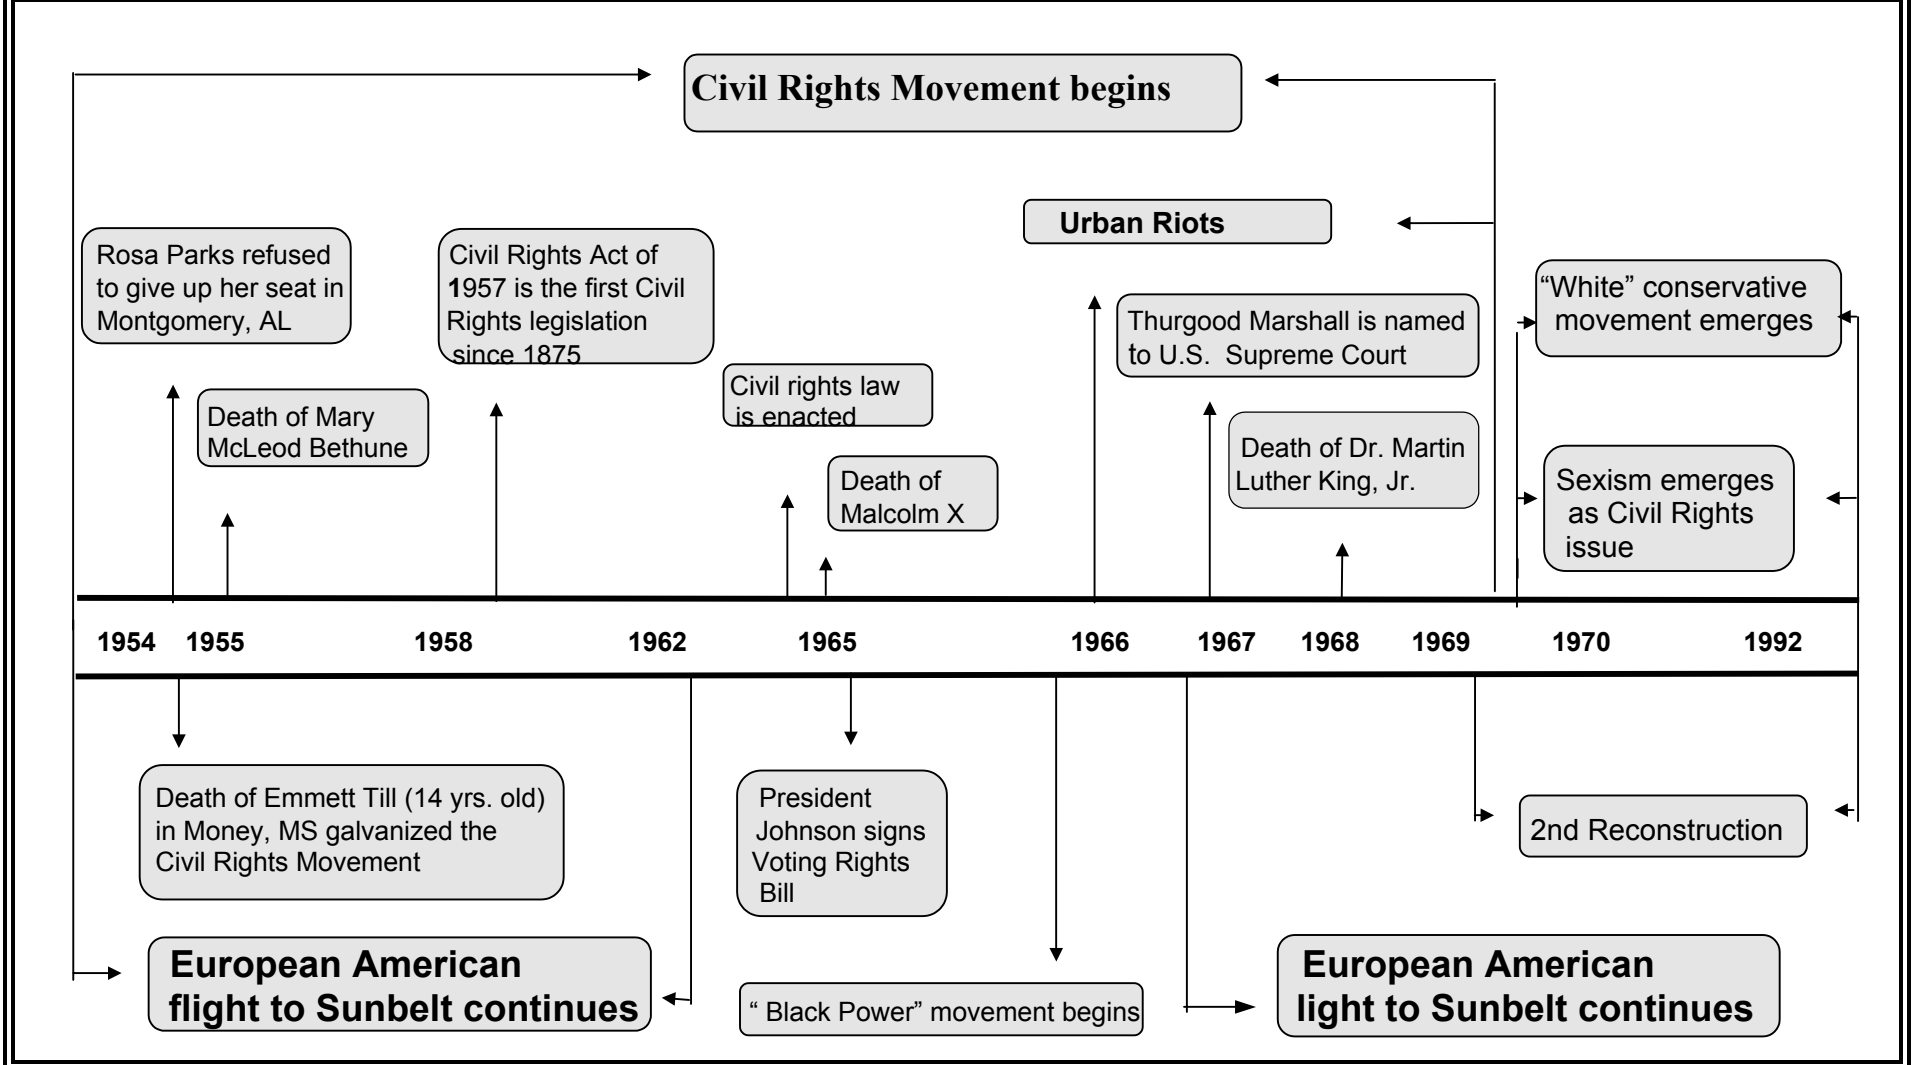 Civil Rights Movement begins
Urban Riots
Rosa Parks refused
to give up her seat in
Montgomery, AL
Civil Rights Act of
1957 is the first Civil
Rights legislation
since 1875
"White" conservative
movement emerges
Thurgood Marshall is named
to U.S. Supreme Court
Civil rights law
is enacted
Death of Mary
McLeod Bethune
Death of Dr. Martin
Luther King, Jr.
Death of
Malcolm X
Sexism emerges
as Civil Rights
issue
1954 1955 1958 1962 1965 1966 1967 1968 1969 1970 1992
Death of Emmett Till (14 yrs. old)
in Money, MS galvanized the
Civil Rights Movement
President
Johnson signs
Voting Rights
Bill
2nd Reconstruction
European American
flight to Sunbelt continues
" Black Power" movement begins
European American
light to Sunbelt continues